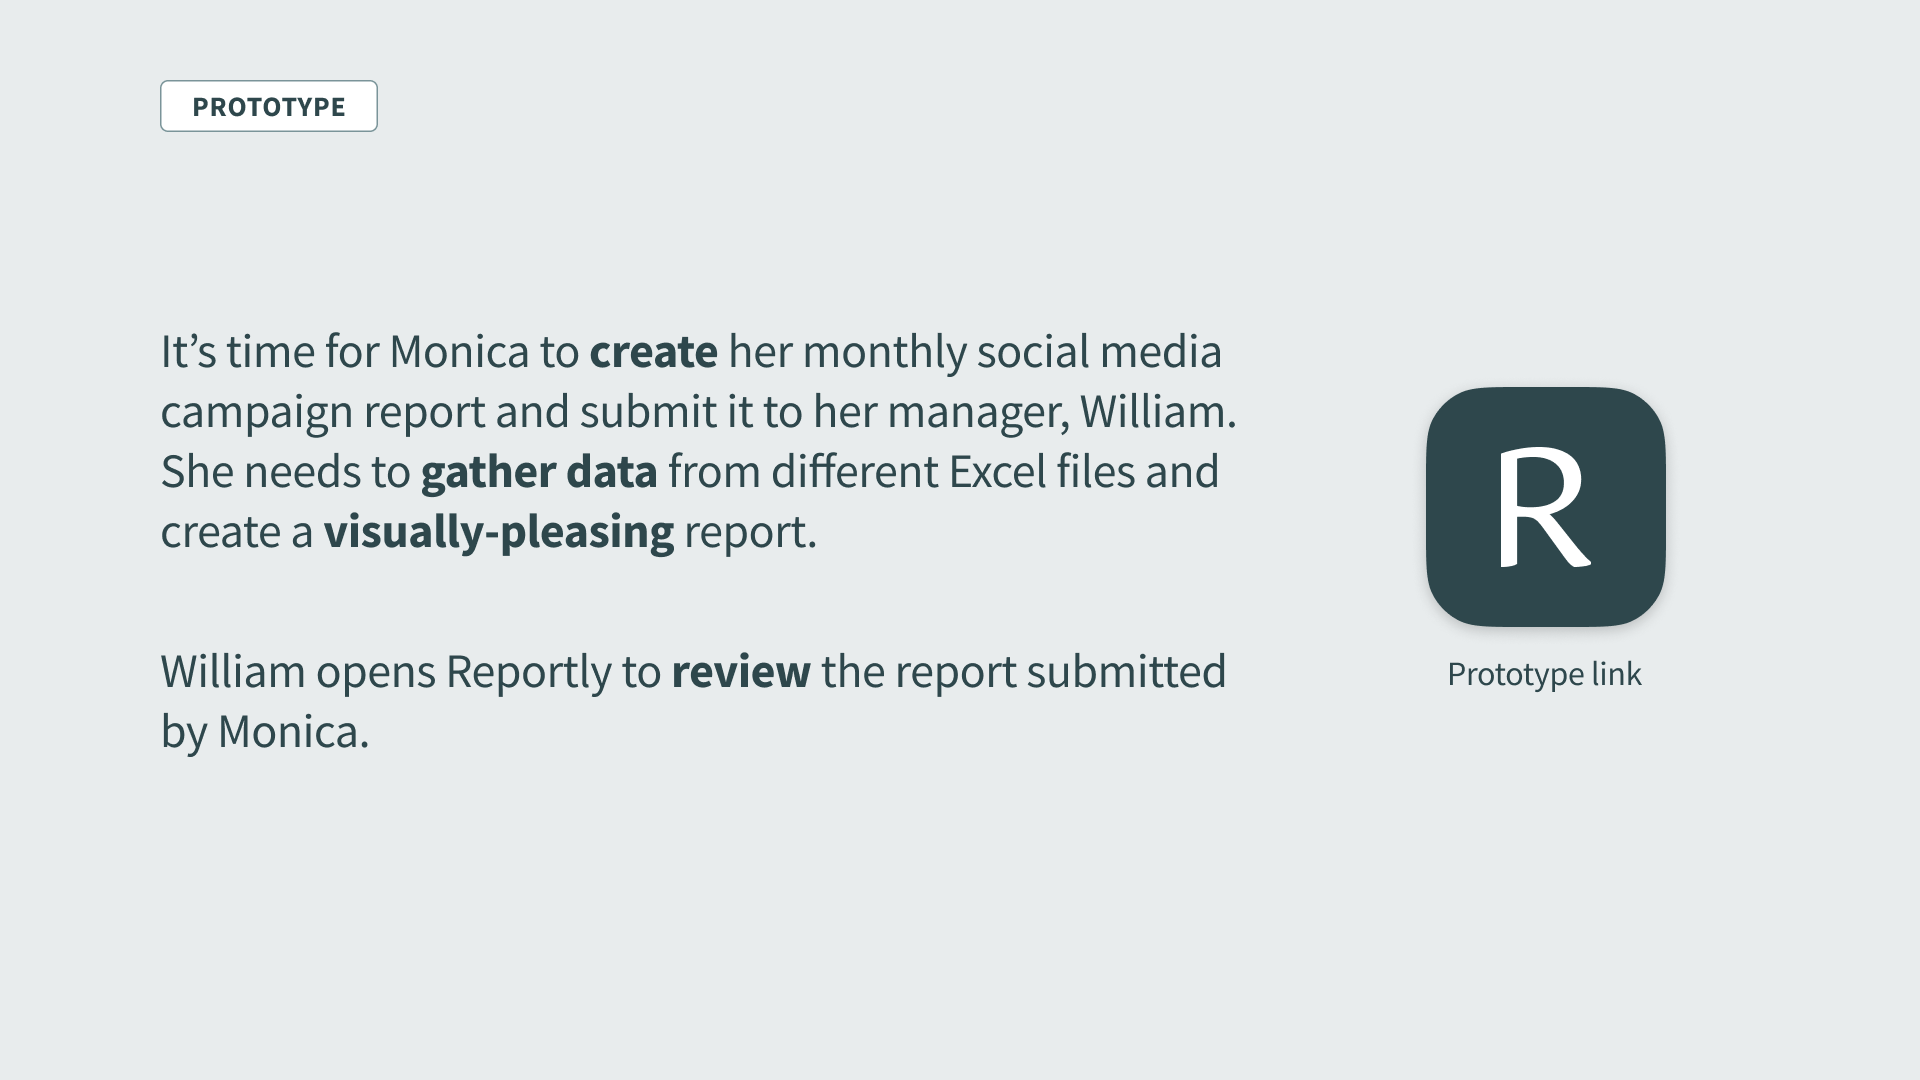 PROTOTYPE
It’s time for Monica to create her monthly social media
campaign report and submit it to her manager, William.
She needs to gather data from different Excel files and
create a visually-pleasing report.
William opens Reportly to review the report submitted
by Monica.
R
Prototype link